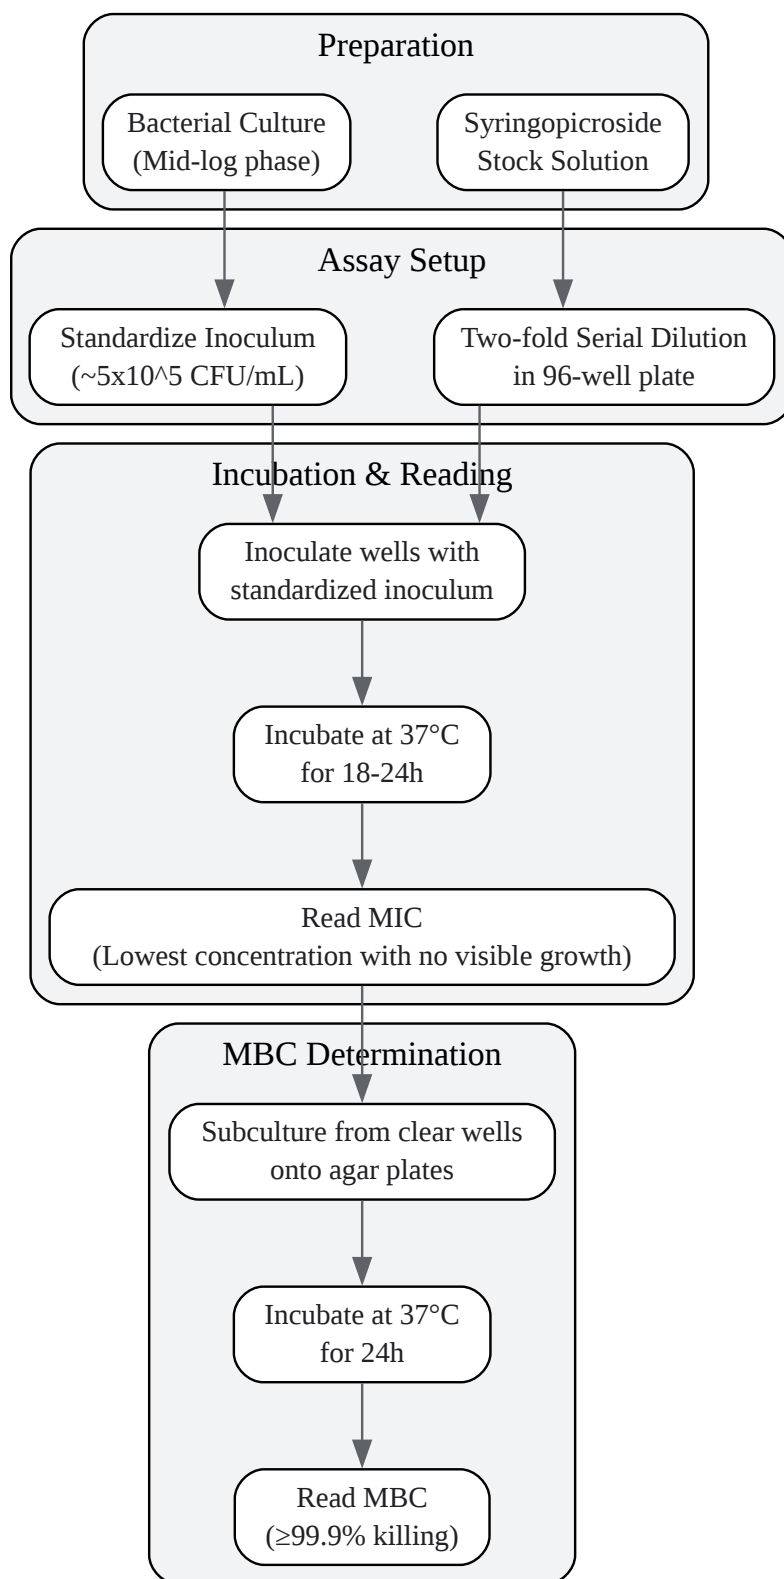 Preparation
Bacterial Culture
(Mid-log phase)
Syringopicroside
Stock Solution
Assay Setup
Standardize Inoculum
(~5x10^5 CFU/mL)
Two-fold Serial Dilution
in 96-well plate
Incubation & Reading
Inoculate wells with
standardized inoculum
Incubate at 37°C
for 18-24h
Read MIC
(Lowest concentration with no visible growth)
MBC Determination
Subculture from clear wells
onto agar plates
Incubate at 37°C
for 24h
Read MBC
(≥99.9% killing)